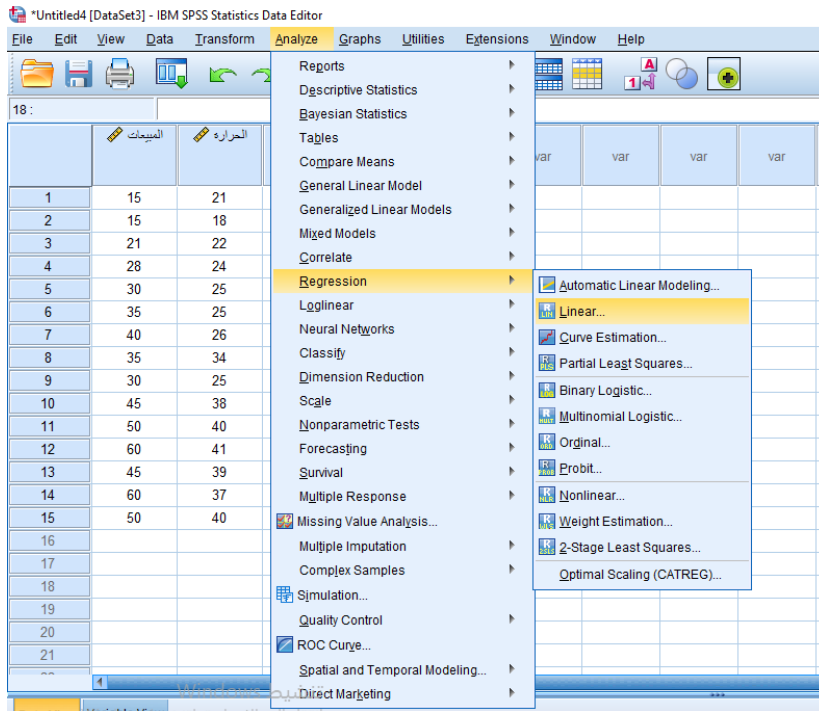 *Untitled4 [DataSet3] - IBM SPSS Statistics Data Editor
File Edit View Data Transform Analyze Graphs Utilities Extensions Window Help
18 :
المبيعات الحرارة var var var var
1 15 21
2 15 18
3 21 22
4 28 24
5 30 25
6 35 25
7 40 26
8 35 34
9 30 25
10 45 38
11 50 40
12 60 41
13 45 39
14 60 37
15 50 40
16
17
18
19
20
21
Reports
Descriptive Statistics
Bayesian Statistics
Tables
Compare Means
General Linear Model
Generalized Linear Models
Mixed Models
Correlate
Regression
Loglinear
Neural Networks
Classify
Dimension Reduction
Scale
Nonparametric Tests
Forecasting
Survival
Multiple Response
Missing Value Analysis...
Multiple Imputation
Complex Samples
Simulation...
Quality Control
ROC Curve...
Spatial and Temporal Modeling...
Direct Marketing
Automatic Linear Modeling...
Linear...
Curve Estimation...
Partial Least Squares...
Binary Logistic...
Multinomial Logistic...
Ordinal...
Probit...
Nonlinear...
Weight Estimation...
2-Stage Least Squares...
Optimal Scaling (CATREG)...
تنشيط Windows